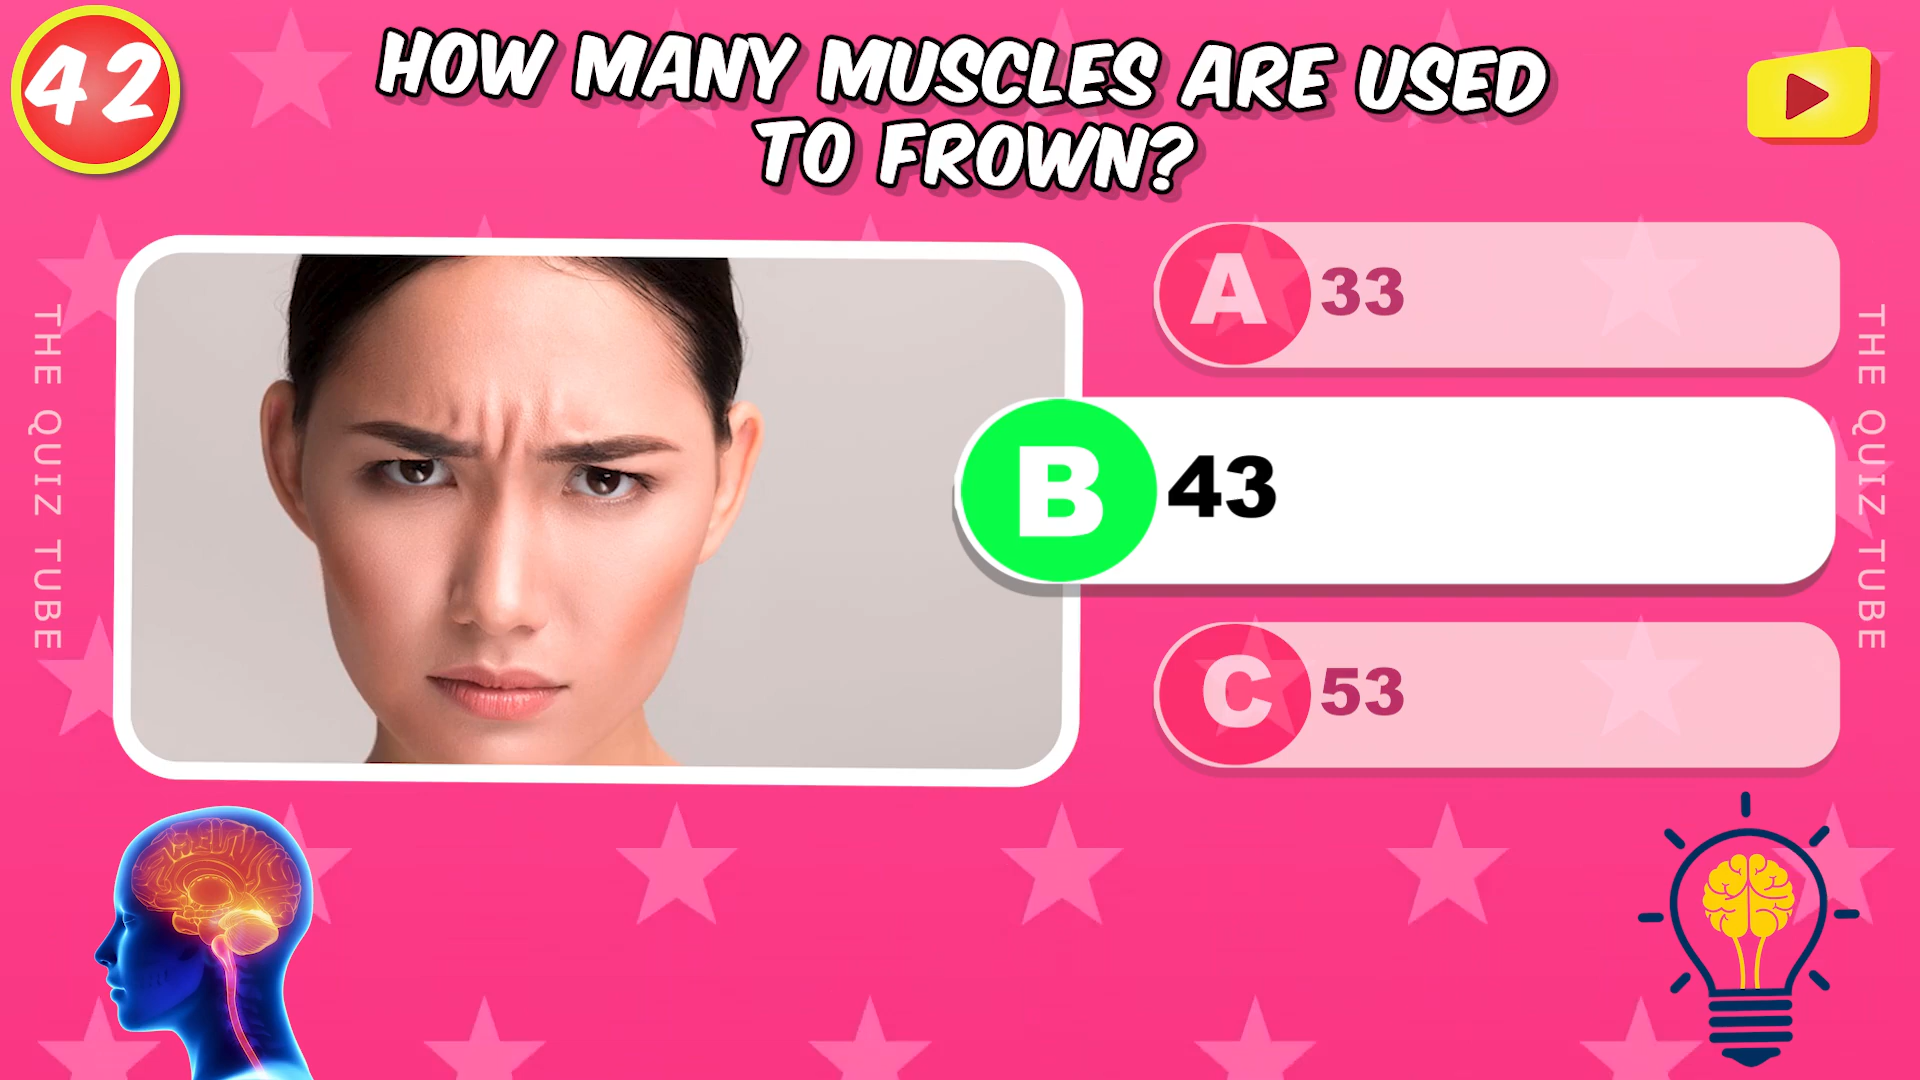 42
HOW MANY MUSCLES ARE USED
TO FROWN?
THE QUIZ TUBE
A 33
B 43
C 53
THE QUIZ TUBE